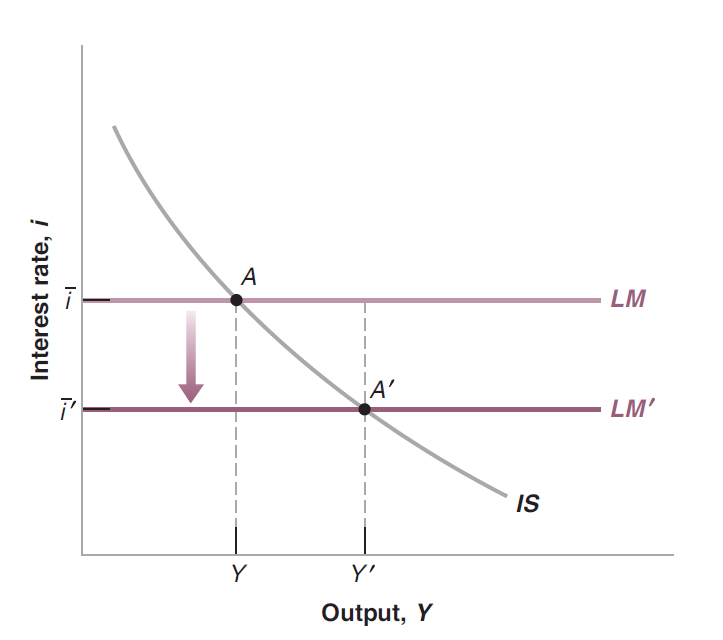 A
Interest rate, i
i̅
LM
A′
i̅′
LM′
IS
Y
Y′
Output, Y